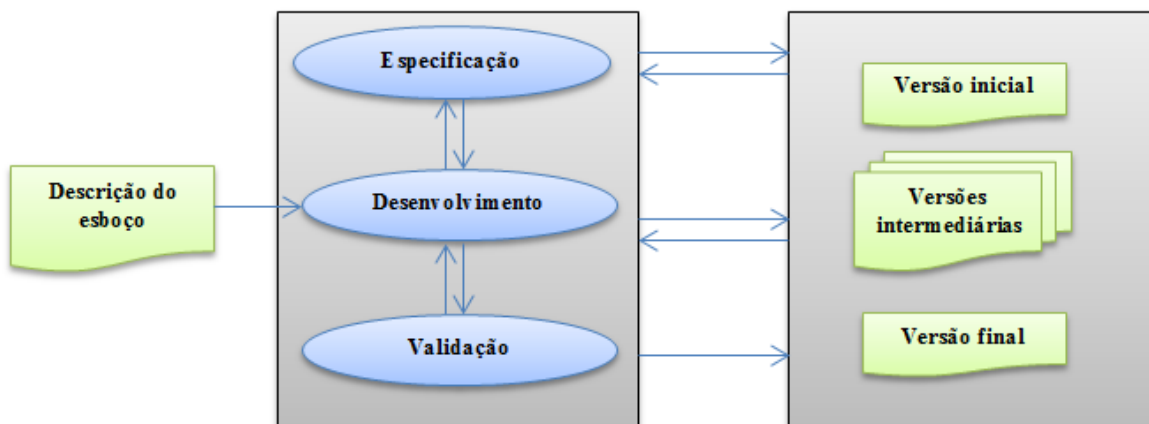 Especificação
Versão inicial
Descrição do
esboço
Desenvolvimento
Versões
intermediárias
Validação
Versão final